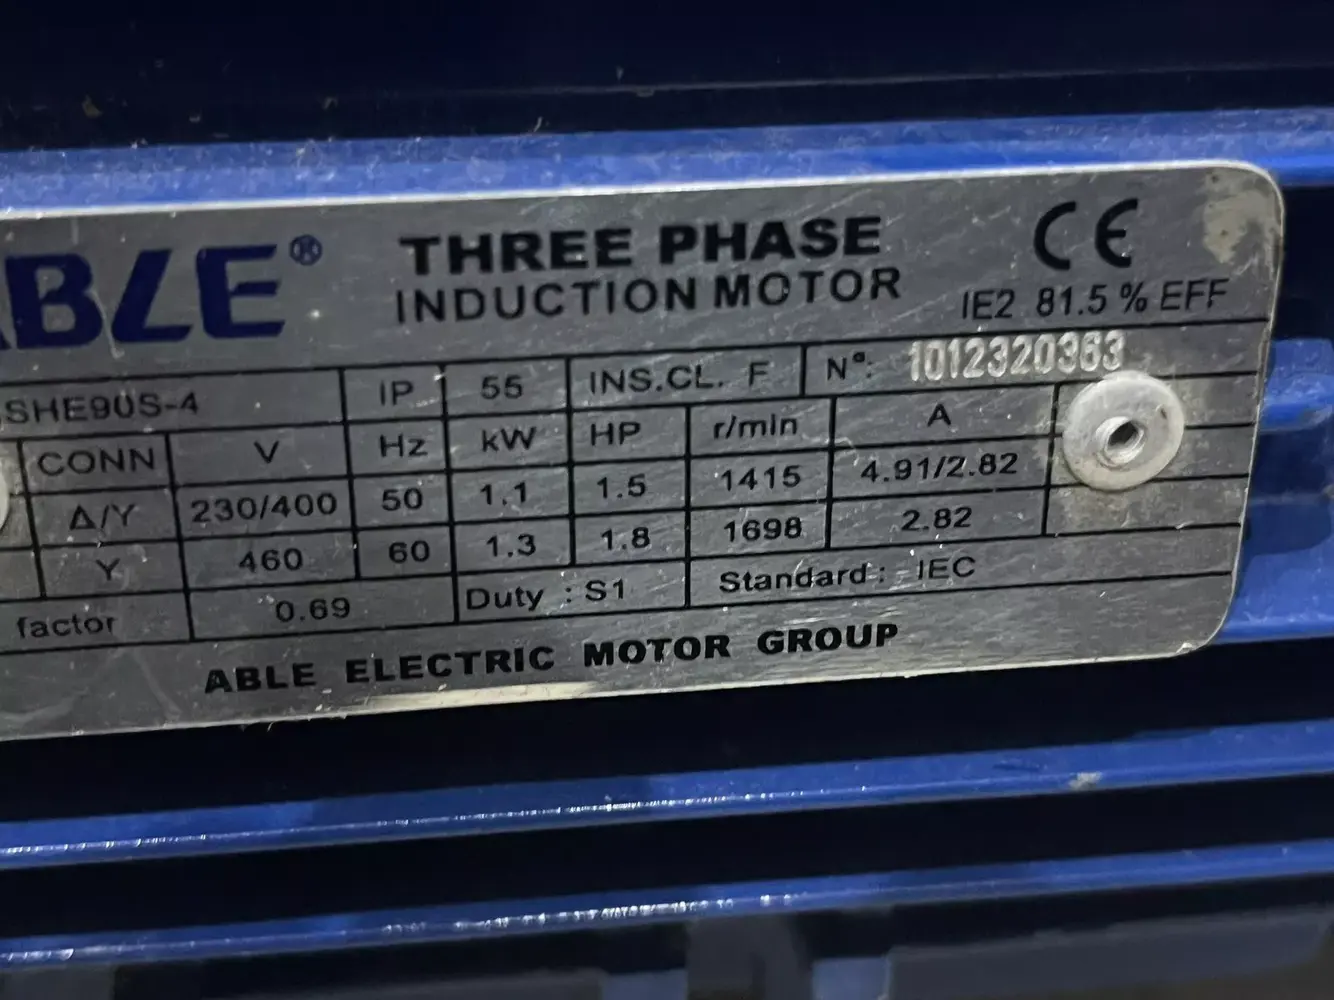 ABLE® THREE PHASE CE
INDUCTION MOTOR IE2 81.5 % EFF
SHE90S-4 IP 55 INS.CL. F Nº: 1012320363
CONN V Hz kW HP r/min A
Δ/Y 230/400 50 1.1 1.5 1415 4.91/2.82
Y 460 60 1.3 1.8 1698 2.82
factor 0.69 Duty : S1 Standard : IEC
ABLE ELECTRIC MOTOR GROUP